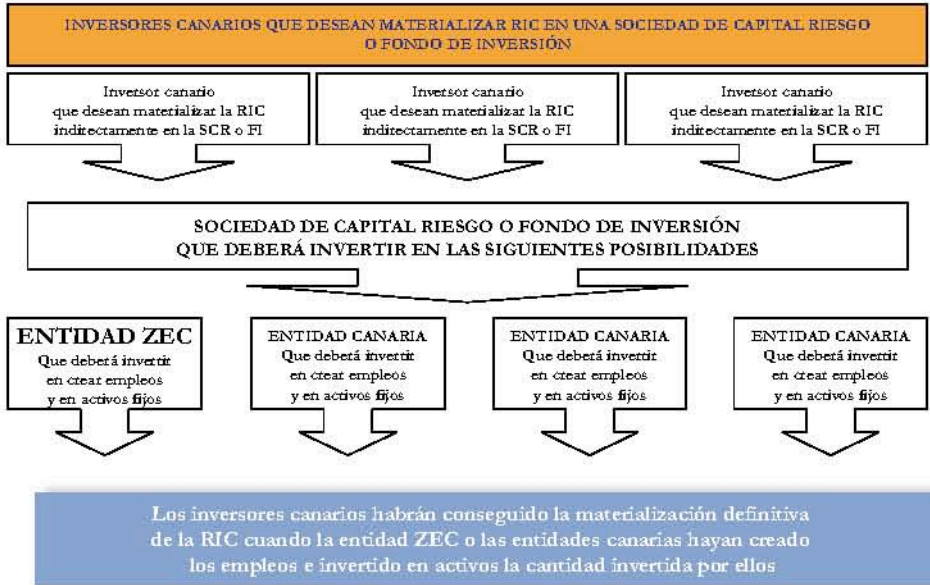 INVERSORES CANARIOS QUE DESEAN MATERIALIZAR RIC EN UNA SOCIEDAD DE CAPITAL RIESGO
O FONDO DE INVERSIÓN
Inversor canario
que desean materializar la RIC
indirectamente en la SCR o FI
Inversor canario
que desean materializar la RIC
indirectamente en la SCR o FI
Inversor canario
que desean materializar la RIC
indirectamente en la SCR o FI
SOCIEDAD DE CAPITAL RIESGO O FONDO DE INVERSIÓN
QUE DEBERÁ INVERTIR EN LAS SIGUIENTES POSIBILIDADES
ENTIDAD ZEC
Que deberá invertir
en crear empleos
y en activos fijos
ENTIDAD CANARIA
Que deberá invertir
en crear empleos
y en activos fijos
ENTIDAD CANARIA
Que deberá invertir
en crear empleos
y en activos fijos
ENTIDAD CANARIA
Que deberá invertir
en crear empleos
y en activos fijos
Los inversores canarios habrán conseguido la materialización definitiva
de la RIC cuando la entidad ZEC o las entidades canarias hayan creado
los empleos e invertido en activos la cantidad invertida por ellos